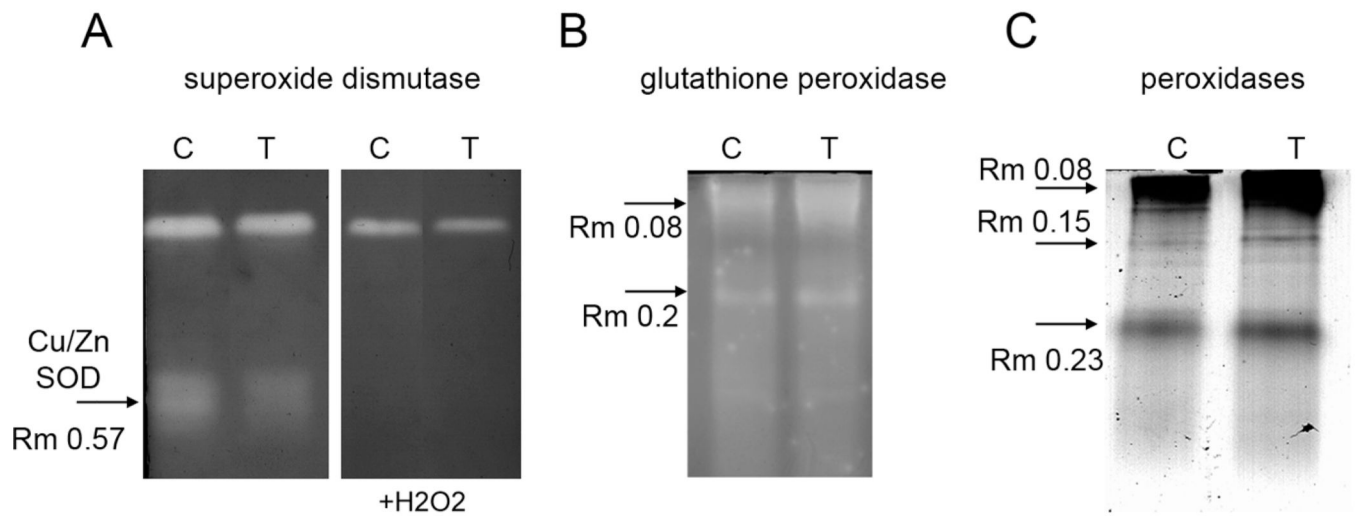 A
superoxide dismutase
C T
C T
Cu/Zn
SOD
Rm 0.57
+H2O2
B
glutathione peroxidase
C T
Rm 0.08
Rm 0.2
C
peroxidases
C T
Rm 0.08
Rm 0.15
Rm 0.23